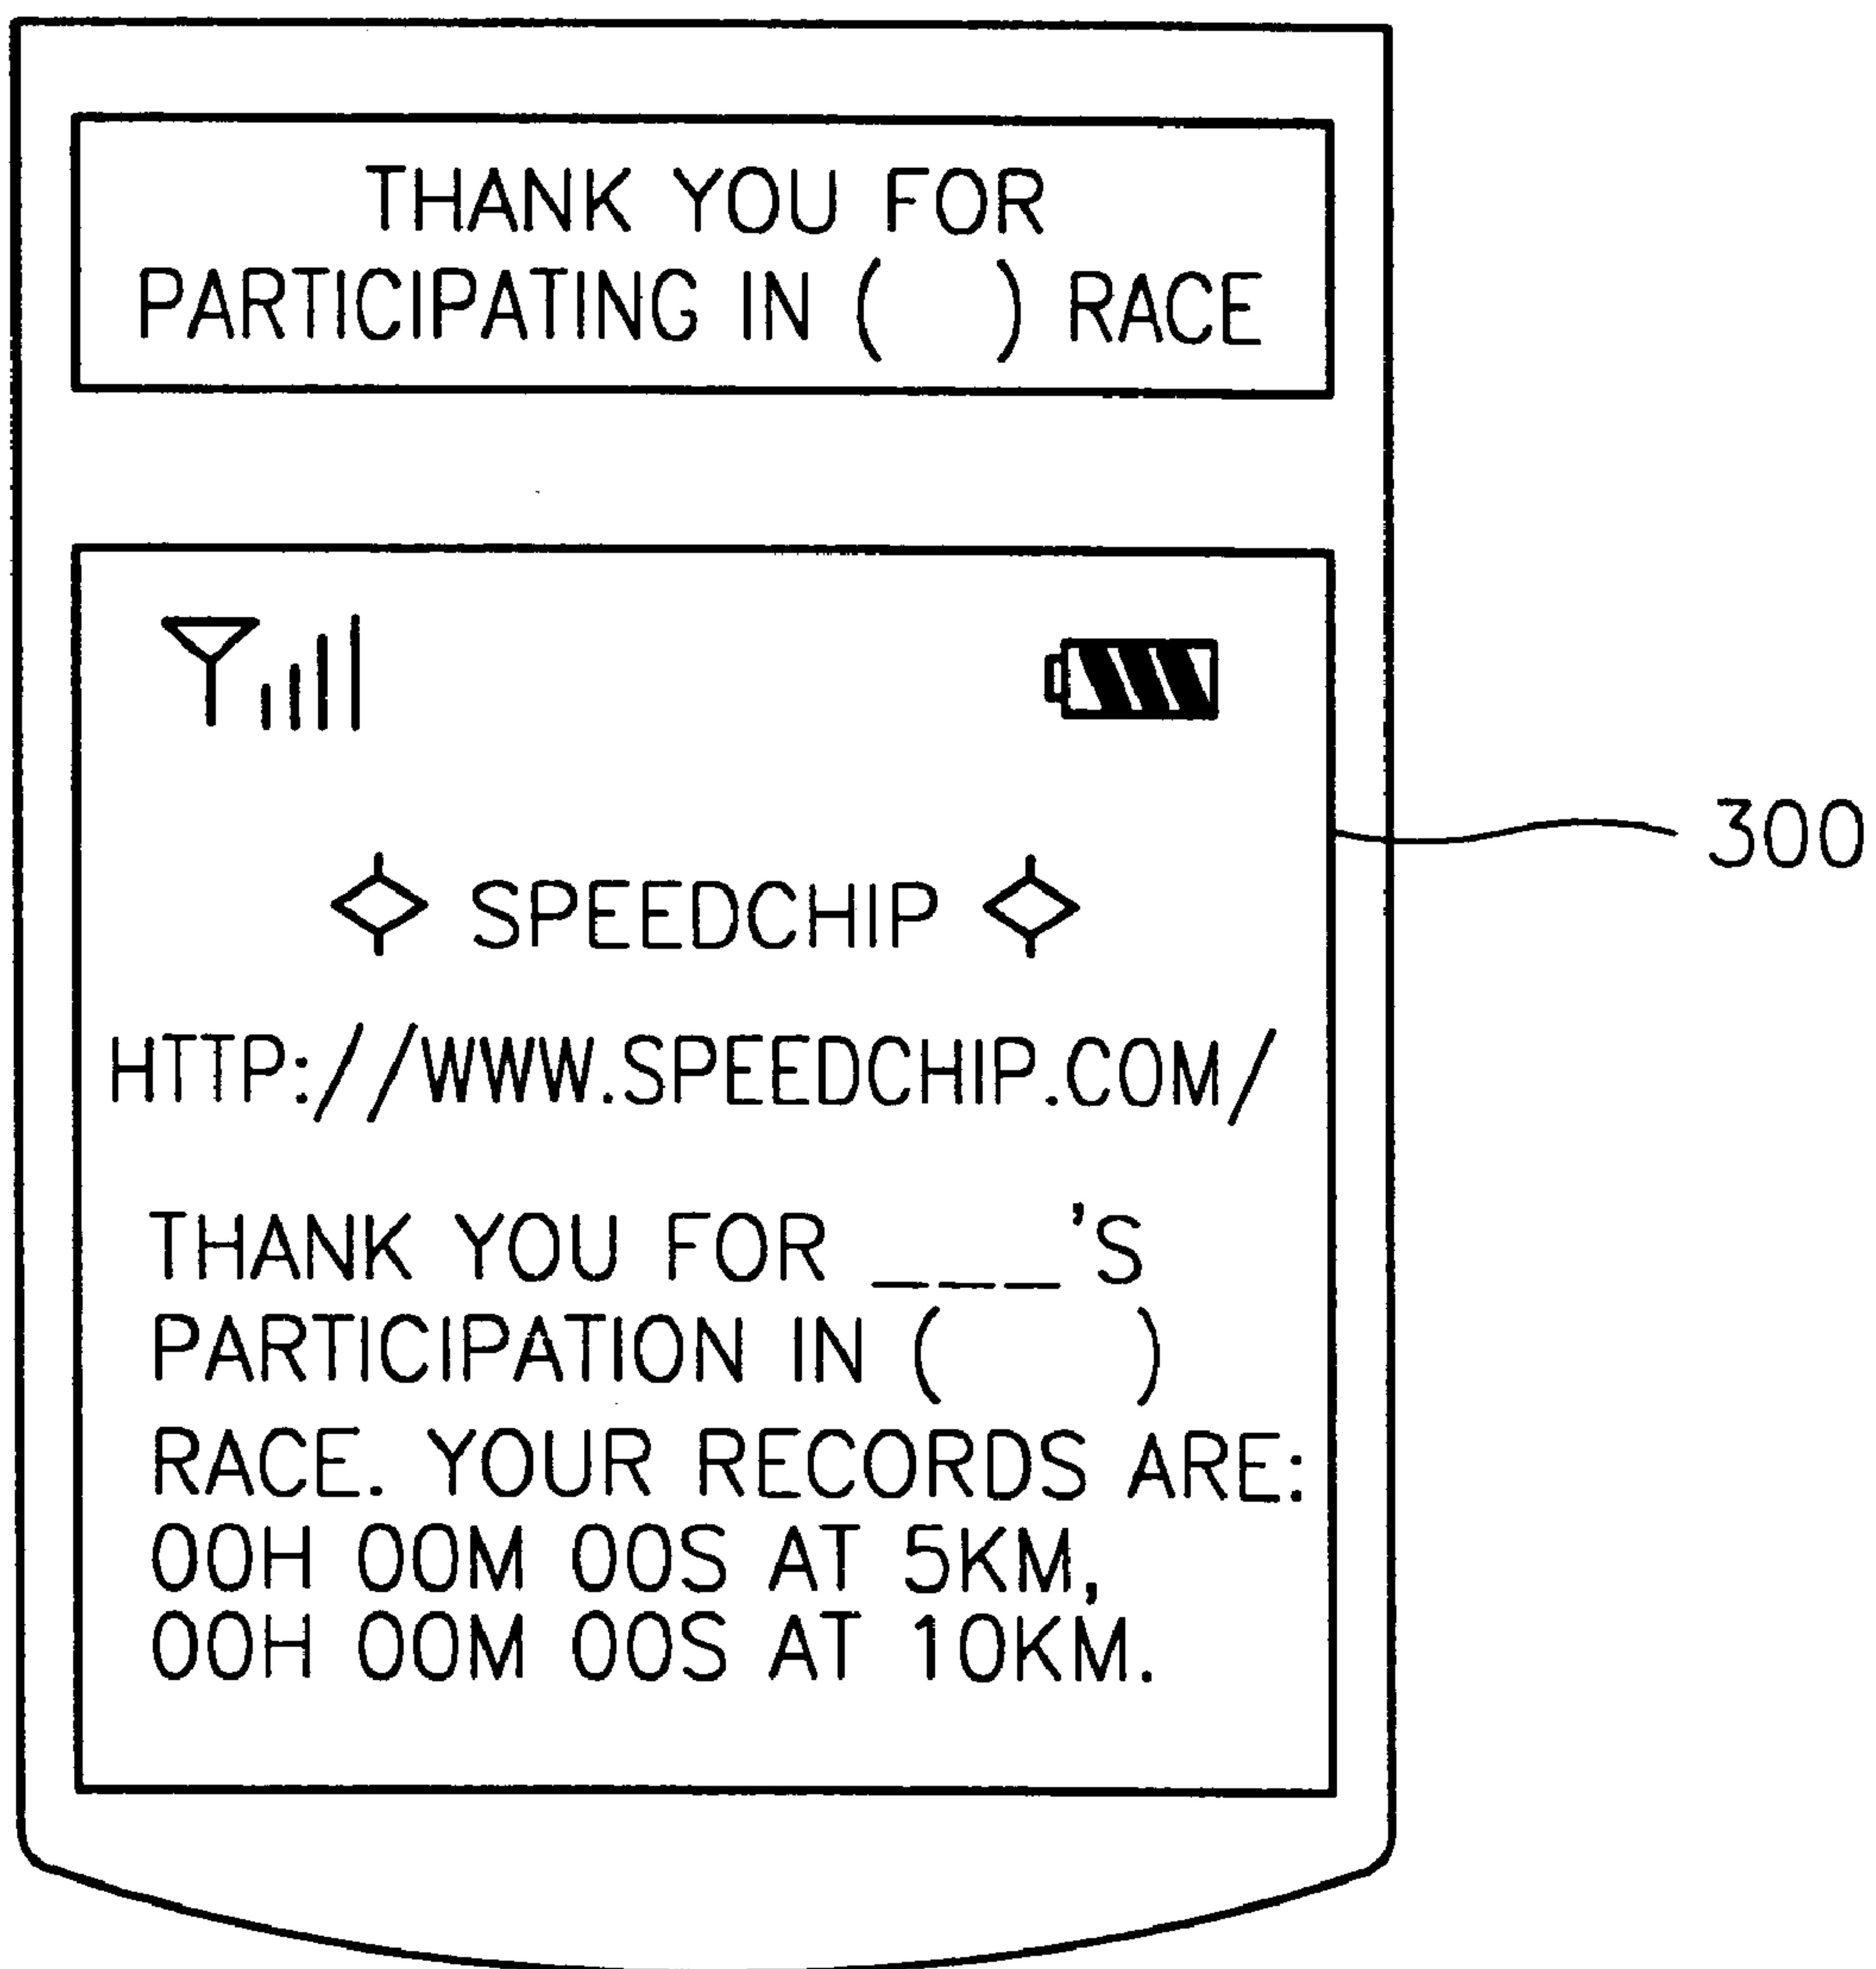 THANK YOU FOR
PARTICIPATING IN (    ) RACE
300
SPEEDCHIP
HTTP://WWW.SPEEDCHIP.COM/
THANK YOU FOR ___'S
PARTICIPATION IN (    )
RACE. YOUR RECORDS ARE:
00H 00M 00S AT 5KM,
00H 00M 00S AT 10KM.